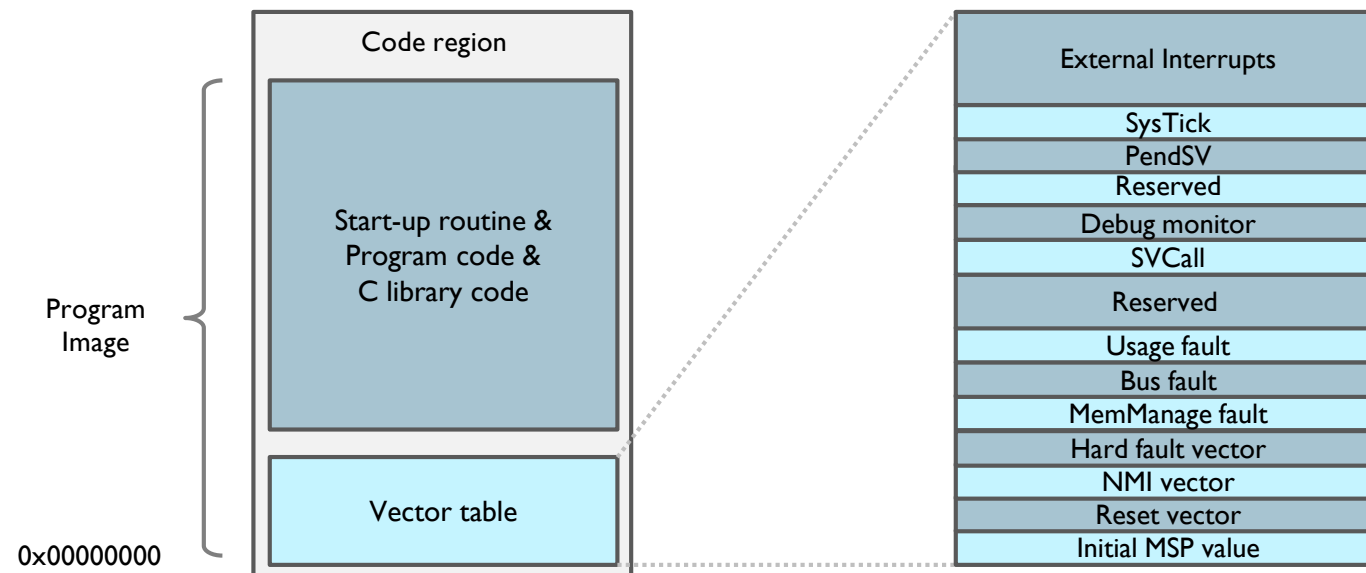 Code region
Start-up routine &
Program code &
C library code
Program
Image
Vector table
0x00000000
External Interrupts
SysTick
PendSV
Reserved
Debug monitor
SVCall
Reserved
Usage fault
Bus fault
MemManage fault
Hard fault vector
NMI vector
Reset vector
Initial MSP value